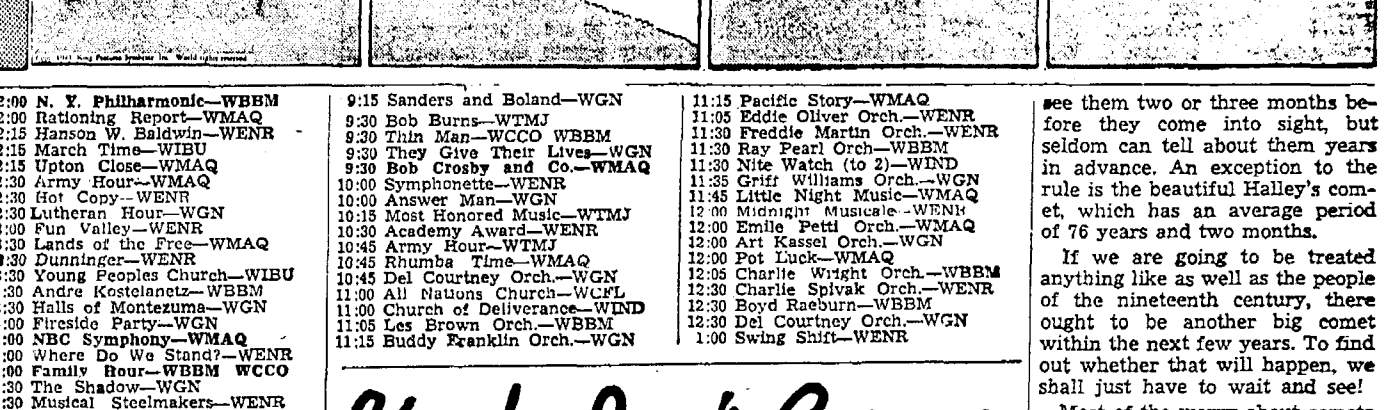 King Features Syndicate Inc. World rights reserved
2:00 N. Y. Philharmonic—WBBM
2:00 Rationing Report—WMAQ
2:15 Hanson W. Baldwin—WENR
2:15 March Time—WIBU
2:15 Upton Close—WMAQ
2:30 Army Hour—WMAQ
2:30 Hot Copy—WENR
2:30 Lutheran Hour—WGN
:00 Fun Valley—WENR
:30 Lands of the Free—WMAQ
:30 Dunninger—WENR
:30 Young Peoples Church—WIBU
:30 Andre Kostelanetz—WBBM
:30 Halls of Montezuma—WGN
:00 Fireside Party—WGN
:00 NBC Symphony—WMAQ
:00 Where Do We Stand?—WENR
:00 Family Hour—WBBM WCCO
:30 The Shadow—WGN
:30 Musical Steelmakers—WENR
9:15 Sanders and Boland—WGN
9:30 Bob Burns—WTMJ
9:30 Thin Man—WCCO WBBM
9:30 They Give Their Lives—WGN
9:30 Bob Crosby and Co.—WMAQ
10:00 Symphonette—WENR
10:00 Answer Man—WGN
10:15 Most Honored Music—WTMJ
10:30 Academy Award—WENR
10:45 Army Hour—WTMJ
10:45 Rhumba Time—WMAQ
10:45 Del Courtney Orch.—WGN
11:00 All Nations Church—WCFL
11:00 Church of Deliverance—WIND
11:05 Les Brown Orch.—WBBM
11:15 Buddy Franklin Orch.—WGN
11:15 Pacific Story—WMAQ
11:05 Eddie Oliver Orch.—WENR
11:30 Freddie Martin Orch.—WENR
11:30 Ray Pearl Orch—WBBM
11:30 Nite Watch (to 2)—WIND
11:35 Griff Williams Orch.—WGN
11:45 Little Night Music—WMAQ
12:00 Midnight Musicale—WENR
12:00 Emile Petti Orch.—WMAQ
12:00 Art Kassel Orch.—WGN
12:00 Pot Luck—WMAQ
12:05 Charlie Wright Orch.—WBBM
12:30 Charlie Spivak Orch.—WENR
12:30 Boyd Raeburn—WBBM
12:30 Del Courtney Orch.—WGN
1:00 Swing Shift—WENR
see them two or three months be-
fore they come into sight, but
seldom can tell about them years
in advance. An exception to the
rule is the beautiful Halley's com-
et, which has an average period
of 76 years and two months.
If we are going to be treated
anything like as well as the people
of the nineteenth century, there
ought to be another big comet
within the next few years. To find
out whether that will happen, we
shall just have to wait and see!